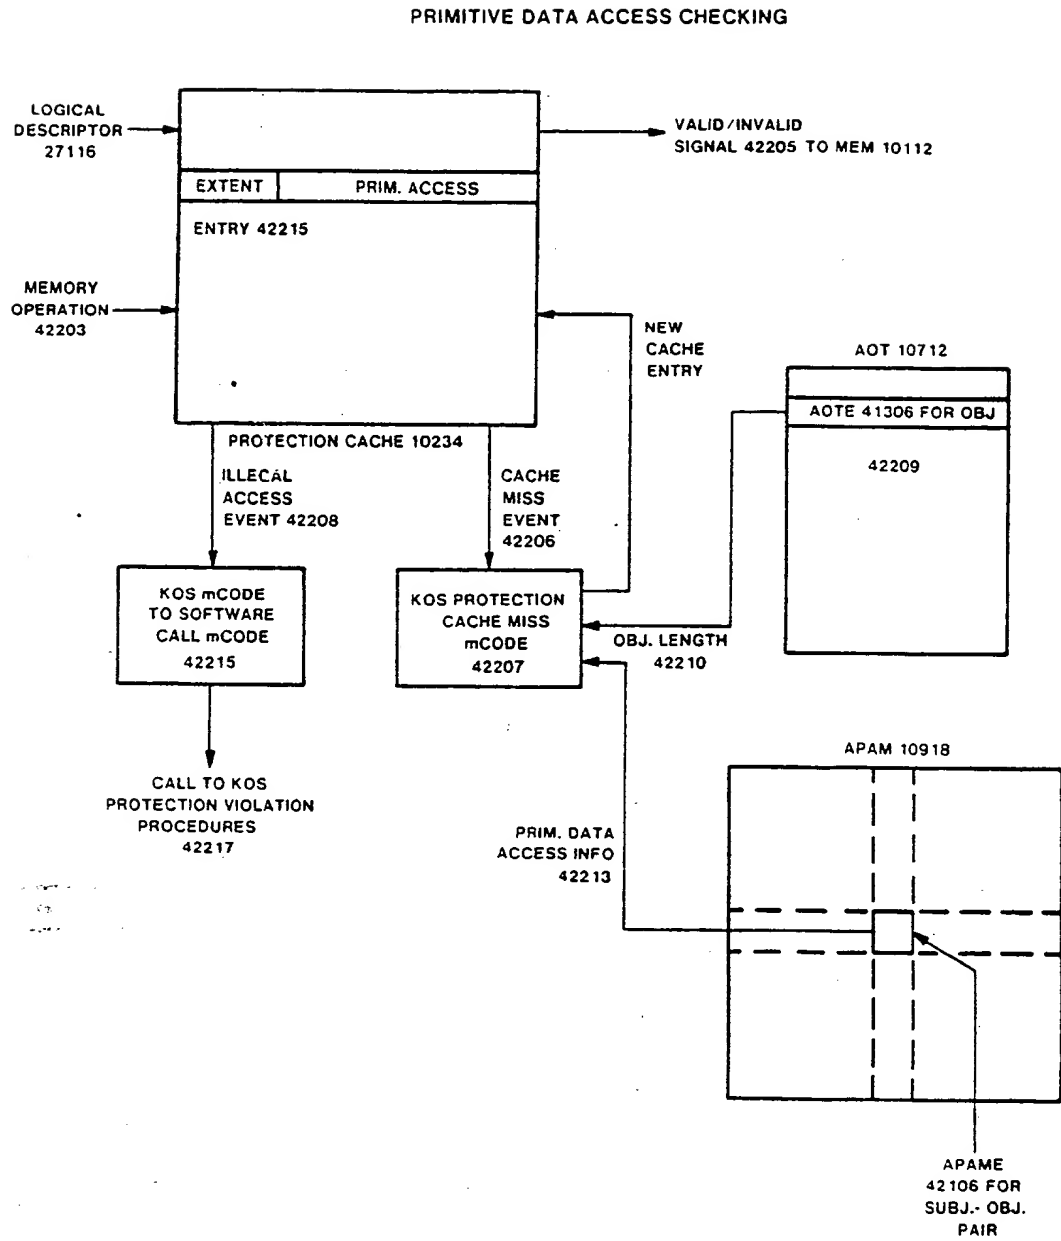 PRIMITIVE DATA ACCESS CHECKING
LOGICAL
DESCRIPTOR
27116
VALID/INVALID
SIGNAL 42205 TO MEM 10112
EXTENT
PRIM. ACCESS
ENTRY 42215
MEMORY
OPERATION
42203
NEW
CACHE
ENTRY
AOT 10712
AOTE 41306 FOR OBJ
42209
PROTECTION CACHE 10234
ILLECAL
ACCESS
EVENT 42208
CACHE
MISS
EVENT
42206
KOS mCODE
TO SOFTWARE
CALL mCODE
42215
KOS PROTECTION
CACHE MISS
mCODE
42207
OBJ. LENGTH
42210
CALL TO KOS
PROTECTION VIOLATION
PROCEDURES
42217
APAM 10918
PRIM. DATA
ACCESS INFO
42213
APAME
42106 FOR
SUBJ.- OBJ.
PAIR